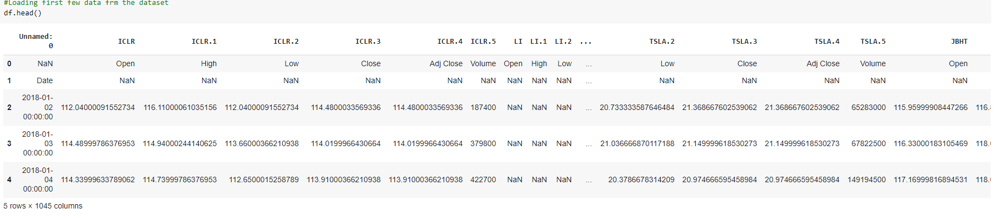 #Loading first few data frm the dataset
df.head()
Unnamed: 0 ICLR ICLR.1 ICLR.2 ICLR.3 ICLR.4 ICLR.5 LI LI.1 LI.2 ... TSLA.2 TSLA.3 TSLA.4 TSLA.5 JBHT
0 NaN Open High Low Close Adj Close Volume Open High Low ... Low Close Adj Close Volume Open
1 Date NaN NaN NaN NaN NaN NaN NaN NaN NaN ... NaN NaN NaN NaN NaN
2 2018-01-02 00:00:00 112.04000091552734 116.11000061035156 112.04000091552734 114.4800033569336 114.4800033569336 187400 NaN NaN NaN ... 20.733333587646484 21.368667602539062 21.368667602539062 65283000 115.95999908447266 116.
3 2018-01-03 00:00:00 114.48999786376953 114.94000244140625 113.66000366210938 114.0199966430664 114.0199966430664 379800 NaN NaN NaN ... 21.036666870117188 21.149999618530273 21.149999618530273 67822500 116.33000183105469 118.
4 2018-01-04 00:00:00 114.33999633789062 114.73999786376953 112.6500015258789 113.91000366210938 113.91000366210938 422700 NaN NaN NaN ... 20.3786678314209 20.974666595458984 20.974666595458984 149194500 117.16999816894531 118.
5 rows × 1045 columns